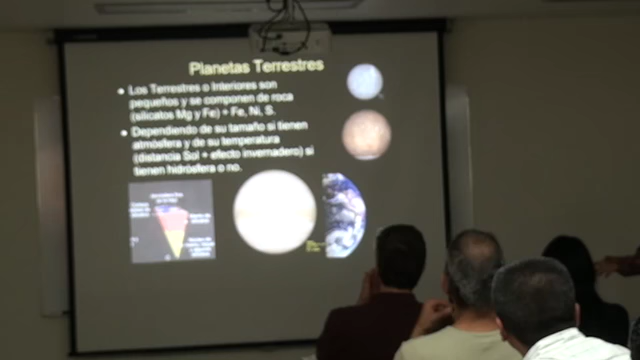 Planetas Terrestres
Los Terrestres o Interiores son
pequeños y se componen de roca
(silicatos Mg y Fe) + Fe, Ni, S.
Dependiendo de su tamaño si tienen
atmósfera y de su temperatura
(distancia Sol + efecto invernadero) si
tienen hidrósfera o no.